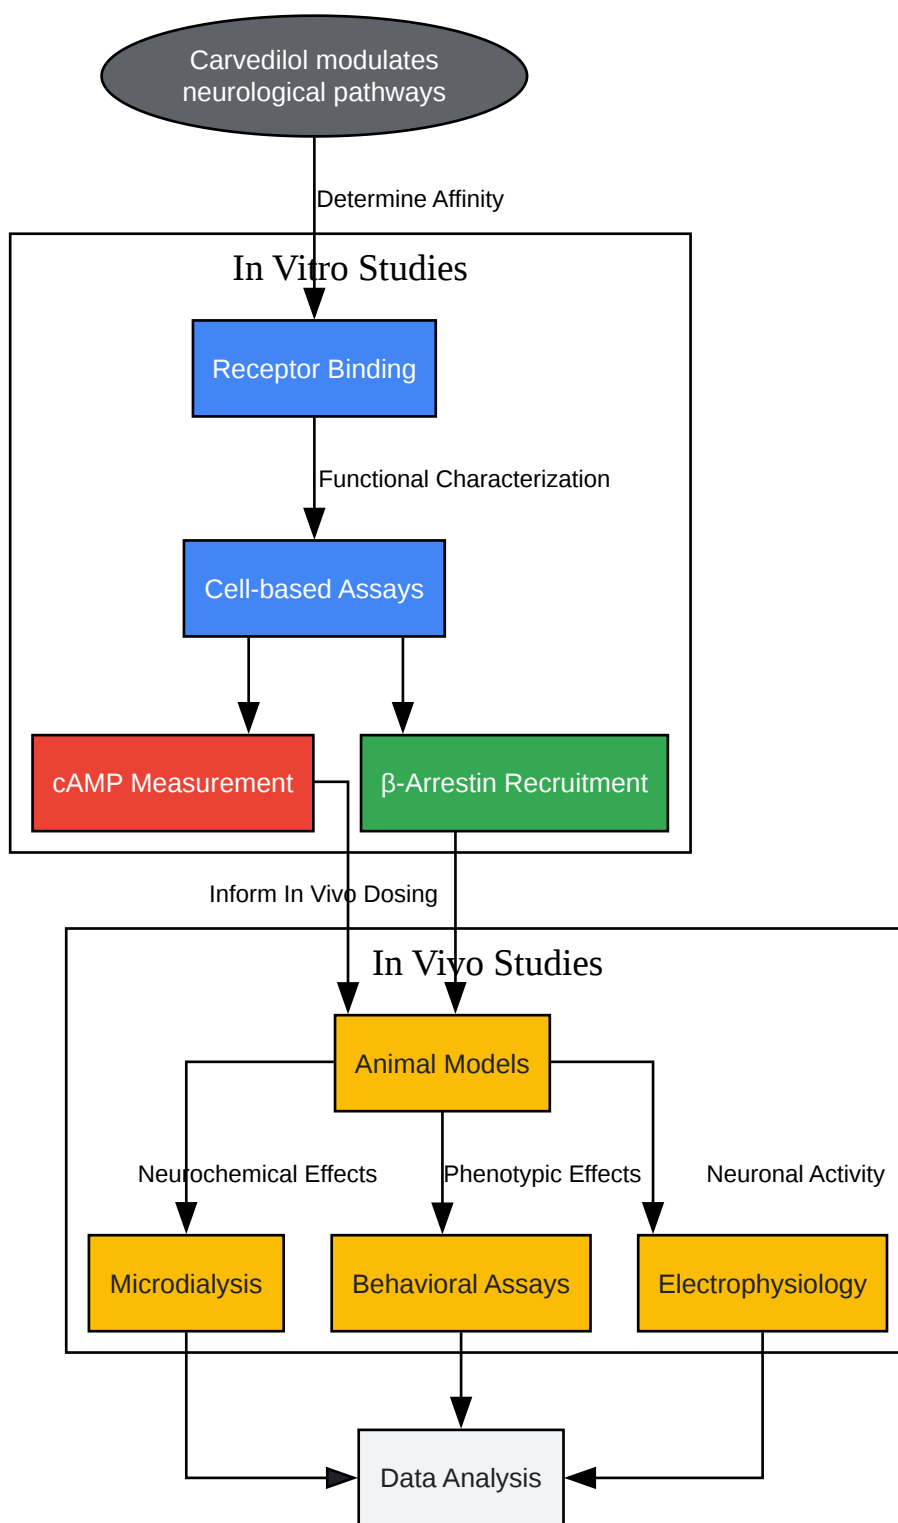 Carvedilol modulates
neurological pathways
Determine Affinity
In Vitro Studies
Receptor Binding
Functional Characterization
Cell-based Assays
cAMP Measurement
β-Arrestin Recruitment
Inform In Vivo Dosing
In Vivo Studies
Animal Models
Neurochemical Effects
Phenotypic Effects
Neuronal Activity
Microdialysis
Behavioral Assays
Electrophysiology
Data Analysis